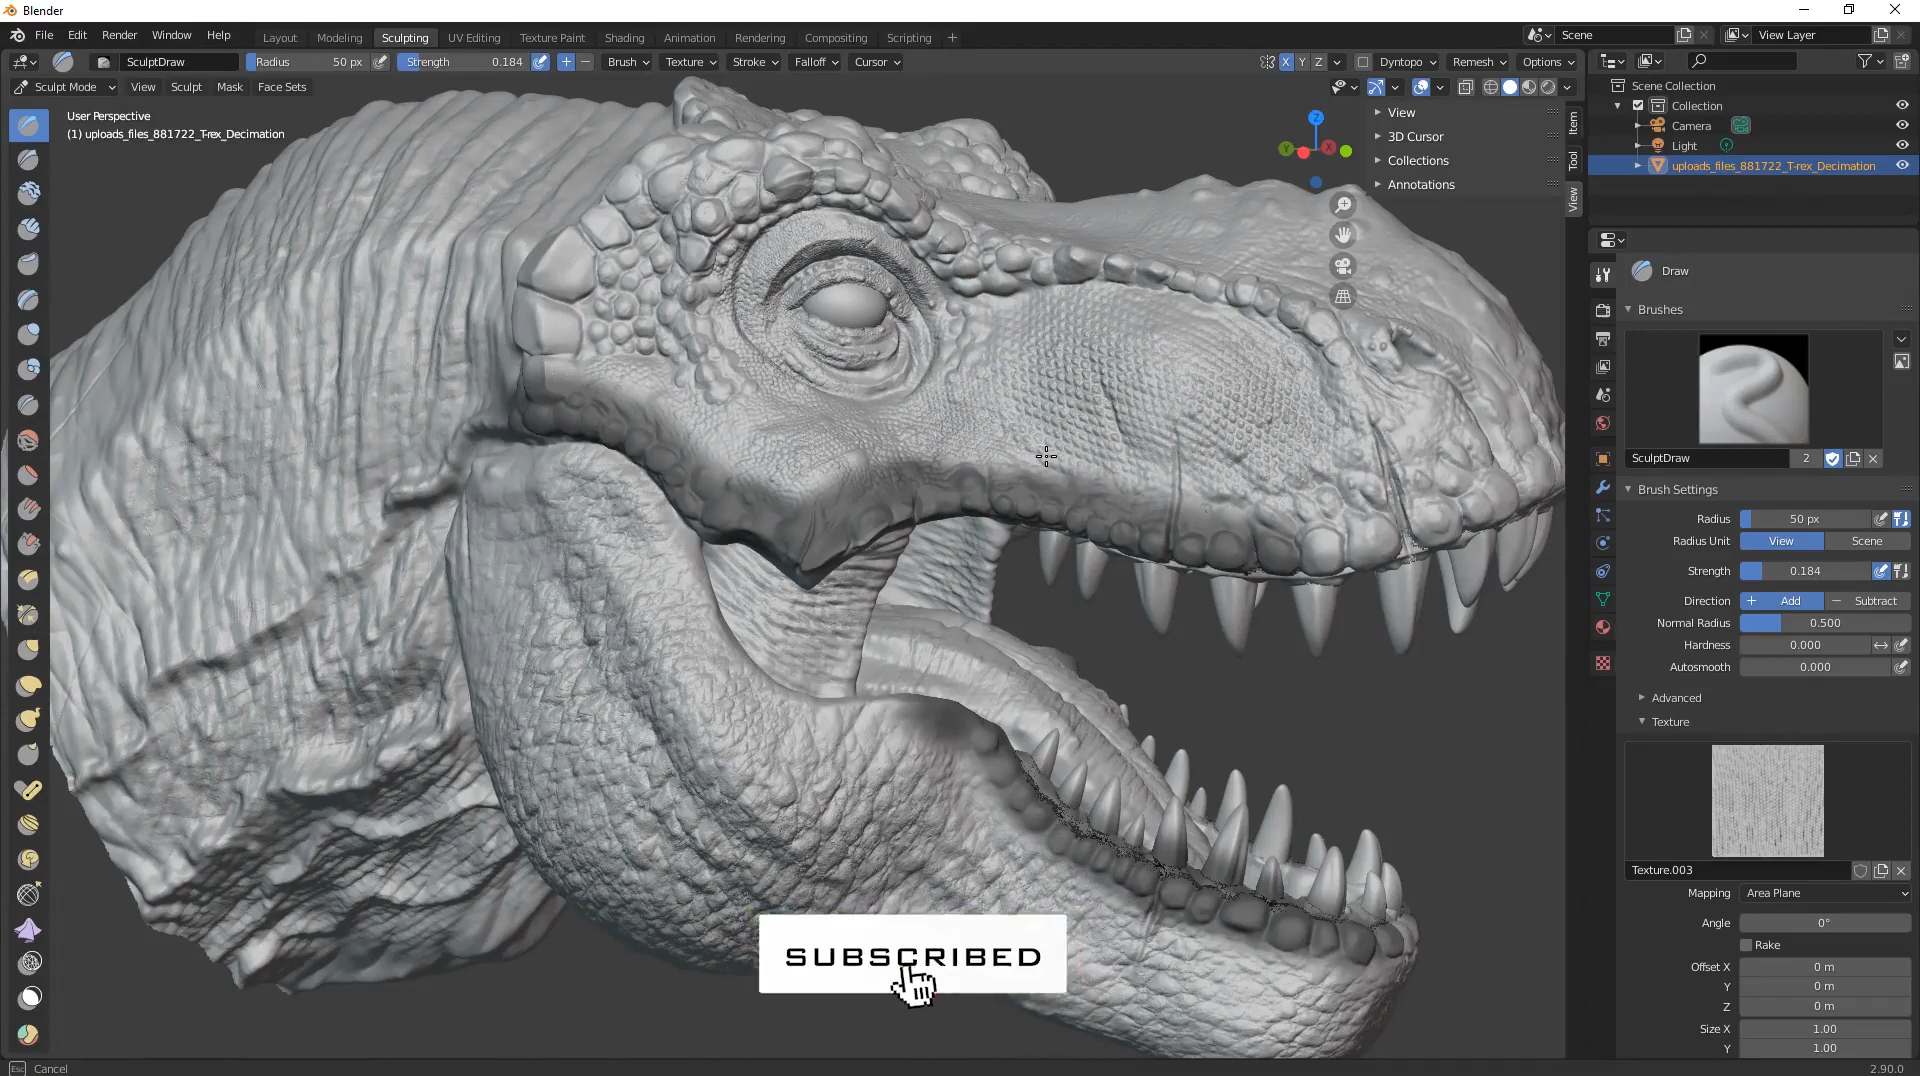 Blender
File Edit Render Window Help
Layout Modeling Sculpting UV Editing Texture Paint Shading Animation Rendering Compositing Scripting +
Scene
View Layer
SculptDraw
Radius 50 px
Strength 0.184
+ −
Brush Texture Stroke Falloff Cursor
X Y Z
Dyntopo Remesh Options
Sculpt Mode View Sculpt Mask Face Sets
User Perspective
(1) uploads_files_881722_T-rex_Decimation
Z
Y
X
View
3D Cursor
Collections
Annotations
Item
Tool
View
Scene Collection
Collection
Camera
Light
uploads_files_881722_T-rex_Decimation
Draw
Brushes
SculptDraw 2
Brush Settings
Radius 50 px
Radius Unit View Scene
Strength 0.184
Direction + Add − Subtract
Normal Radius 0.500
Hardness 0.000
Autosmooth 0.000
Advanced
Texture
Texture.003
Mapping Area Plane
Angle 0°
Rake
Offset X 0 m
Y 0 m
Z 0 m
Size X 1.00
Y 1.00
SUBSCRIBED
Esc Cancel
2.90.0